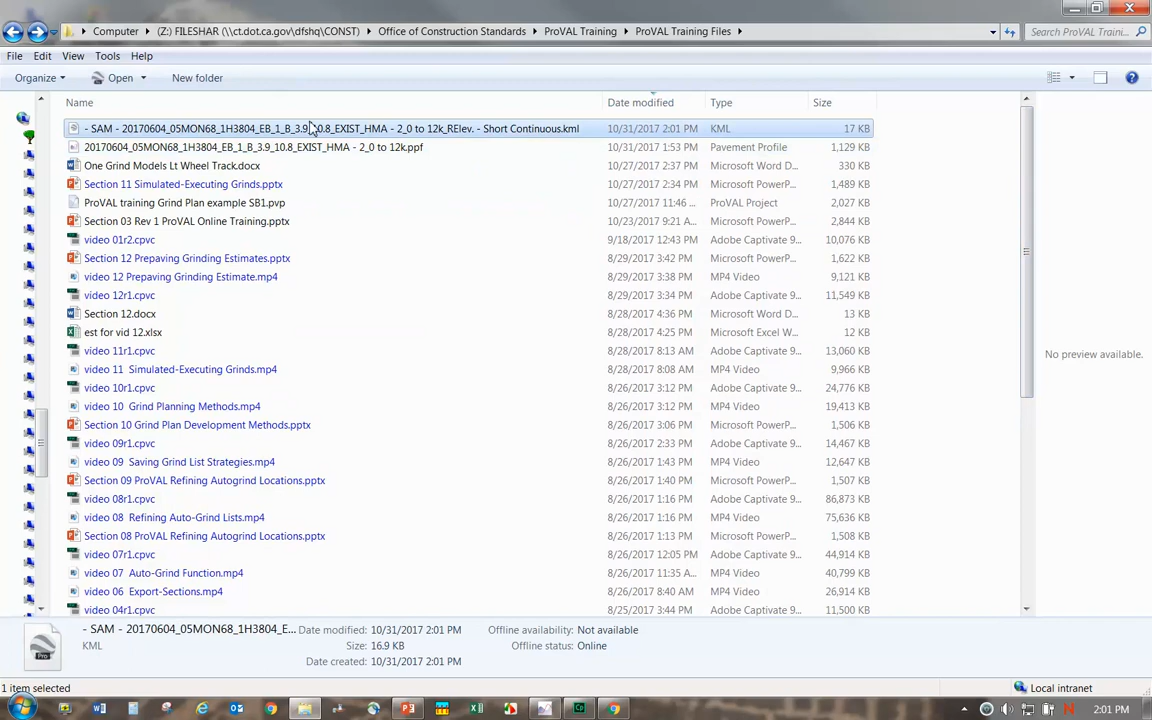 Computer ▸ (Z:) FILESHAR (\\ct.dot.ca.gov\dfshq\CONST) ▸ Office of Construction Standards ▸ ProVAL Training ▸ ProVAL Training Files ▸
Search ProVAL Traini...
File Edit View Tools Help
Organize Open New folder
Name Date modified Type Size
- SAM - 20170604_05MON68_1H3804_EB_1_B_3.9_10.8_EXIST_HMA - 2_0 to 12k_RElev. - Short Continuous.kml 10/31/2017 2:01 PM KML 17 KB
20170604_05MON68_1H3804_EB_1_B_3.9_10.8_EXIST_HMA - 2_0 to 12k.ppf 10/31/2017 1:53 PM Pavement Profile 1,129 KB
One Grind Models Lt Wheel Track.docx 10/27/2017 2:37 PM Microsoft Word D... 330 KB
Section 11 Simulated-Executing Grinds.pptx 10/27/2017 2:34 PM Microsoft PowerP... 1,489 KB
ProVAL training Grind Plan example SB1.pvp 10/27/2017 11:46 ... ProVAL Project 2,027 KB
Section 03 Rev 1 ProVAL Online Training.pptx 10/23/2017 9:21 A... Microsoft PowerP... 2,844 KB
video 01r2.cpvc 9/18/2017 12:43 PM Adobe Captivate 9... 10,076 KB
Section 12 Prepaving Grinding Estimates.pptx 8/29/2017 3:42 PM Microsoft PowerP... 1,622 KB
video 12 Prepaving Grinding Estimate.mp4 8/29/2017 3:38 PM MP4 Video 9,121 KB
video 12r1.cpvc 8/29/2017 3:34 PM Adobe Captivate 9... 11,549 KB
Section 12.docx 8/28/2017 4:36 PM Microsoft Word D... 13 KB
est for vid 12.xlsx 8/28/2017 4:25 PM Microsoft Excel W... 12 KB
video 11r1.cpvc 8/28/2017 8:13 AM Adobe Captivate 9... 13,060 KB
video 11 Simulated-Executing Grinds.mp4 8/28/2017 8:08 AM MP4 Video 9,966 KB
video 10r1.cpvc 8/26/2017 3:12 PM Adobe Captivate 9... 24,776 KB
video 10 Grind Planning Methods.mp4 8/26/2017 3:12 PM MP4 Video 19,413 KB
Section 10 Grind Plan Development Methods.pptx 8/26/2017 3:06 PM Microsoft PowerP... 1,506 KB
video 09r1.cpvc 8/26/2017 2:33 PM Adobe Captivate 9... 14,467 KB
video 09 Saving Grind List Strategies.mp4 8/26/2017 1:43 PM MP4 Video 12,647 KB
Section 09 ProVAL Refining Autogrind Locations.pptx 8/26/2017 1:40 PM Microsoft PowerP... 1,507 KB
video 08r1.cpvc 8/26/2017 1:16 PM Adobe Captivate 9... 86,873 KB
video 08 Refining Auto-Grind Lists.mp4 8/26/2017 1:16 PM MP4 Video 75,636 KB
Section 08 ProVAL Refining Autogrind Locations.pptx 8/26/2017 1:13 PM Microsoft PowerP... 1,508 KB
video 07r1.cpvc 8/26/2017 12:05 PM Adobe Captivate 9... 44,914 KB
video 07 Auto-Grind Function.mp4 8/26/2017 11:35 A... MP4 Video 40,799 KB
video 06 Export-Sections.mp4 8/26/2017 8:40 AM MP4 Video 26,914 KB
video 04r1.cpvc 8/25/2017 3:44 PM Adobe Captivate 9... 11,500 KB
No preview available.
- SAM - 20170604_05MON68_1H3804_E... Date modified: 10/31/2017 2:01 PM Offline availability: Not available
KML Size: 16.9 KB Offline status: Online
Date created: 10/31/2017 2:01 PM
1 item selected Local intranet
2:01 PM